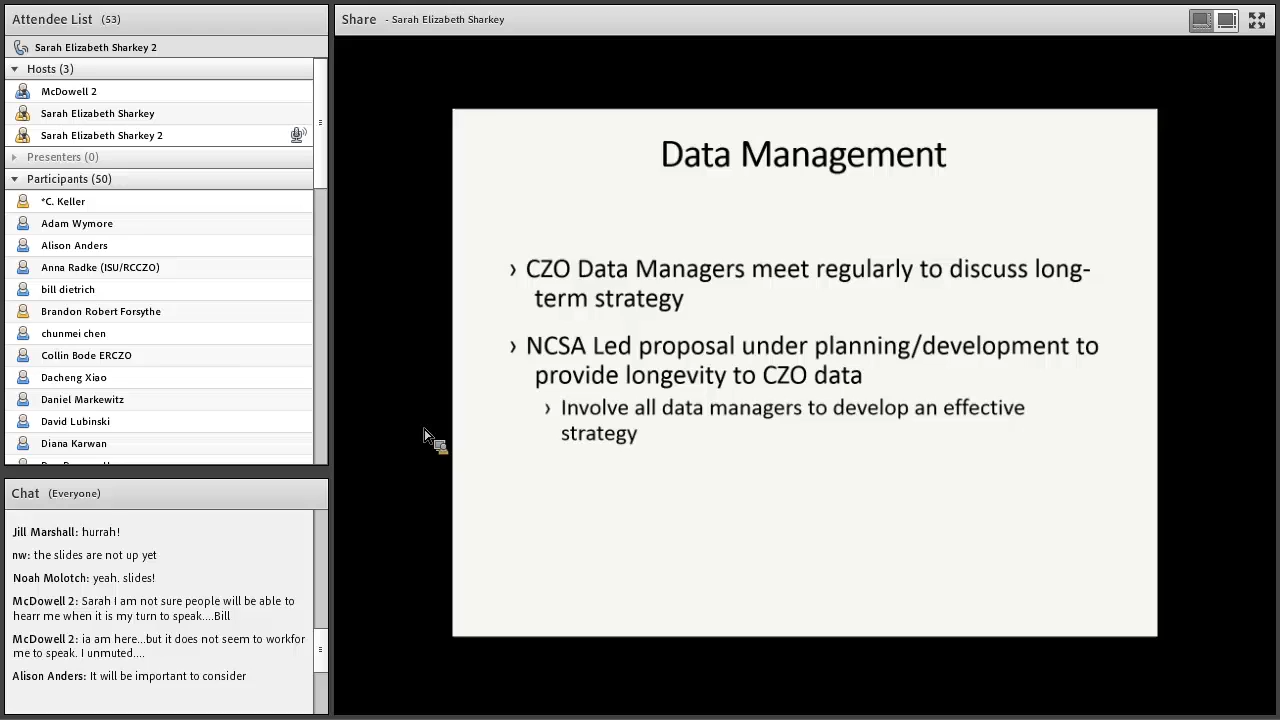 Attendee List (53)
Sarah Elizabeth Sharkey 2
Hosts (3)
McDowell 2
Sarah Elizabeth Sharkey
Sarah Elizabeth Sharkey 2
Presenters (0)
Participants (50)
*C. Keller
Adam Wymore
Alison Anders
Anna Radke (ISU/RCCZO)
bill dietrich
Brandon Robert Forsythe
chunmei chen
Collin Bode ERCZO
Dacheng Xiao
Daniel Markewitz
David Lubinski
Diana Karwan
Chat (Everyone)
Jill Marshall: hurrah!
nw: the slides are not up yet
Noah Molotch: yeah. slides!
McDowell 2: Sarah I am not sure people will be able to
hearr me when it is my turn to speak....Bill
McDowell 2: ia am here...but it does not seem to workfor
me to speak. I unmuted....
Alison Anders: It will be important to consider
Share - Sarah Elizabeth Sharkey
Data Management
› CZO Data Managers meet regularly to discuss long-
term strategy
› NCSA Led proposal under planning/development to
provide longevity to CZO data
› Involve all data managers to develop an effective
strategy